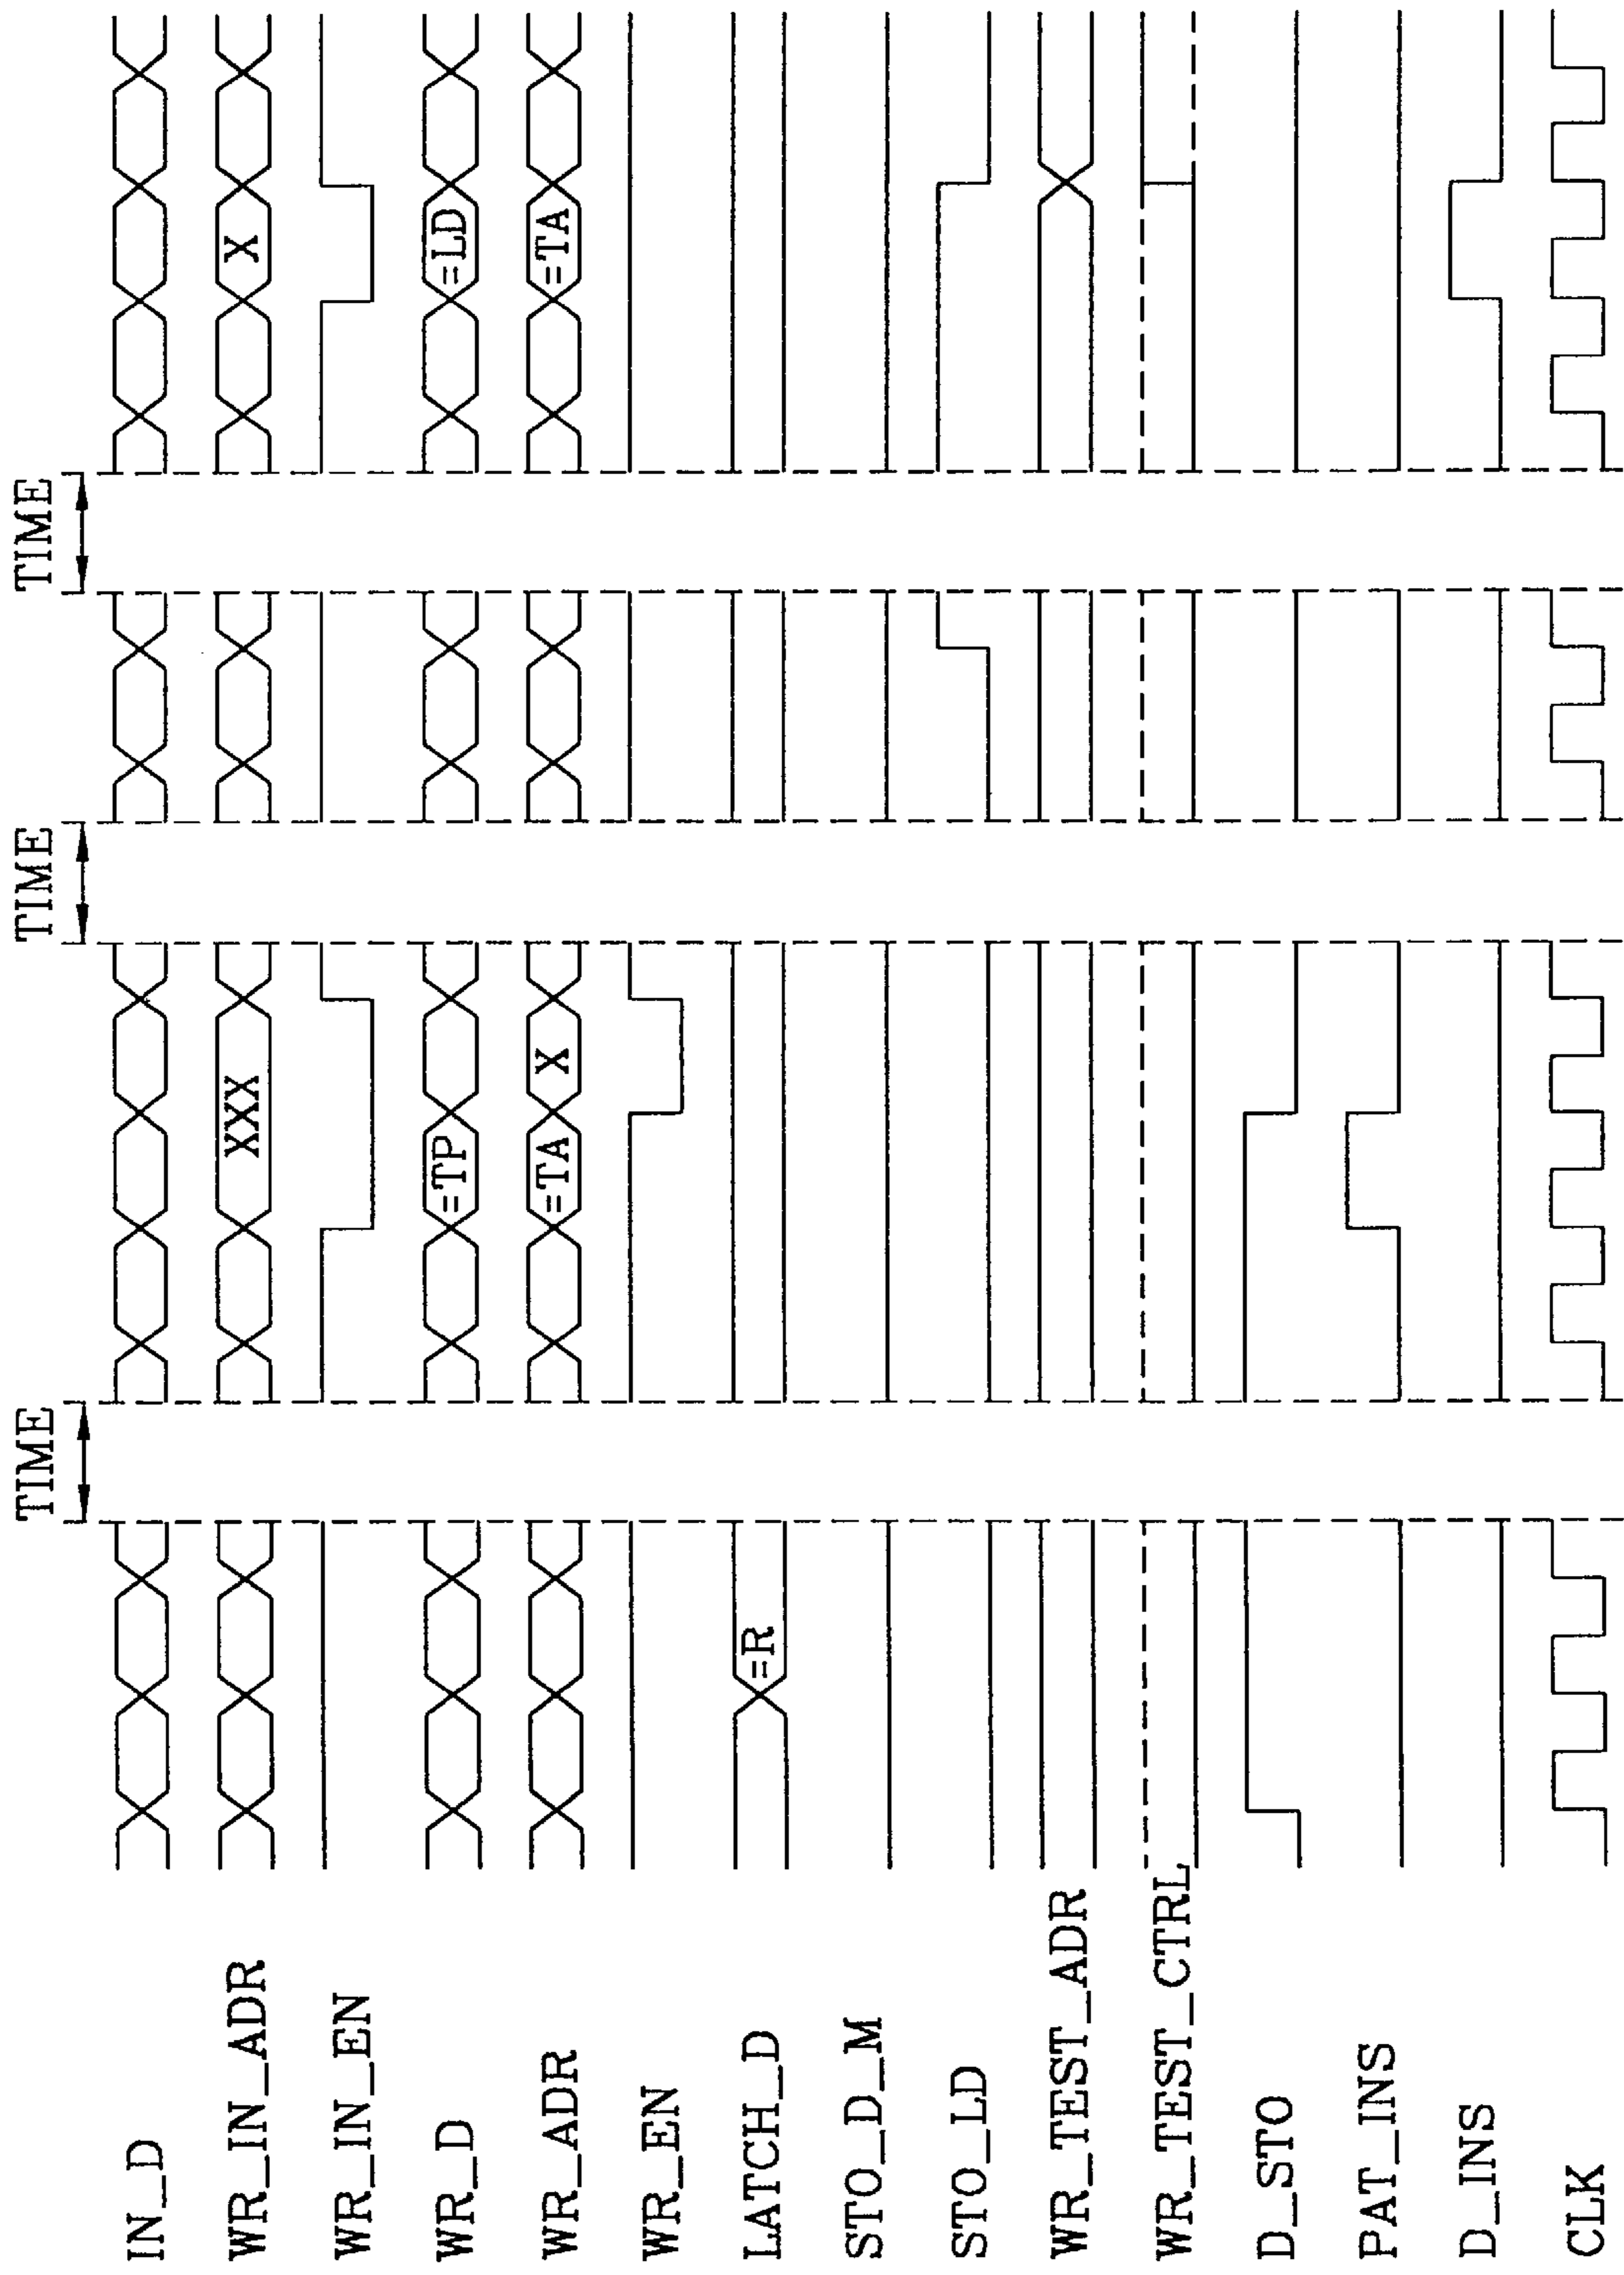 TIME TIME TIME
IN_D
WR_IN_ADR XXX X
WR_IN_EN
WR_D =TP =LD
WR_ADR =TA X =TA
WR_EN
LATCH_D =R
STO_D_M
STO_LD
WR_TEST_ADR
WR_TEST_CTRL
D_STO
PAT_INS
D_INS
CLK